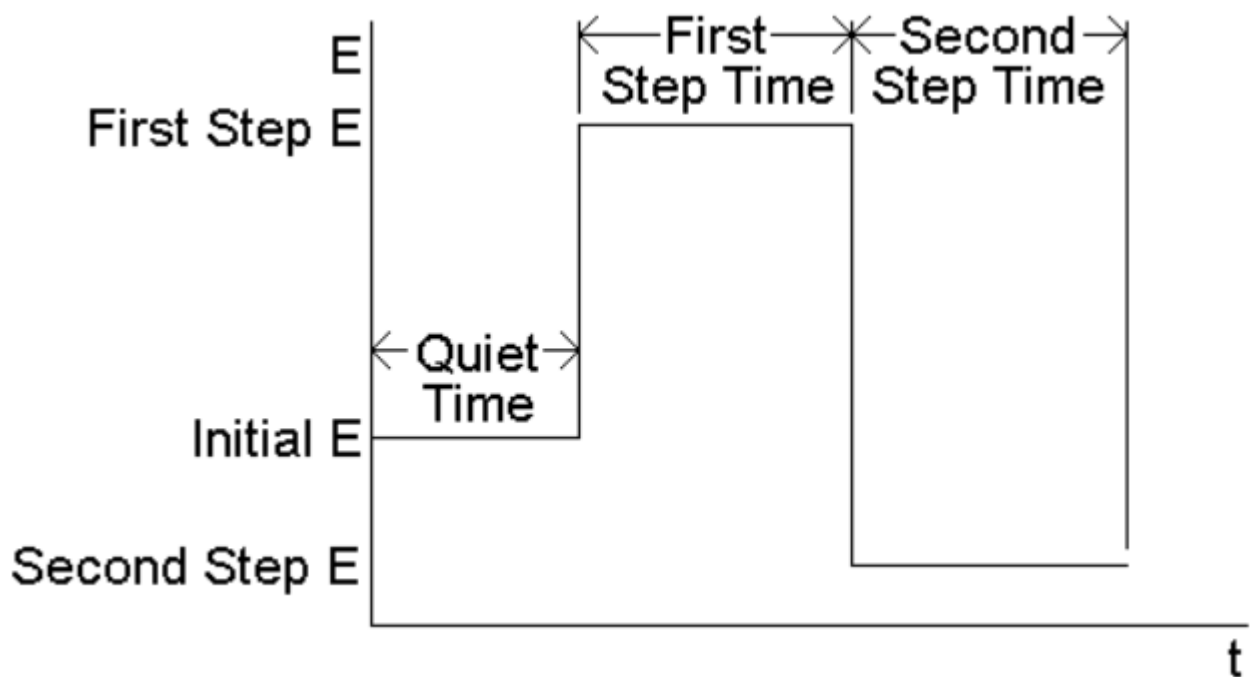 E
First Step E
First
Step Time
Second
Step Time
Quiet
Time
Initial E
Second Step E
t